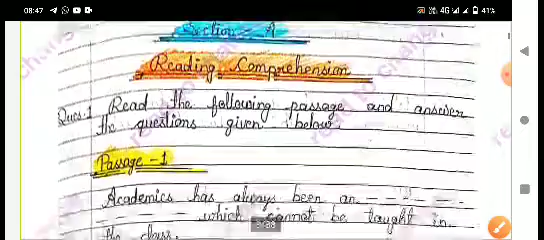 08:47
4G
41%
Section - A
Reading Comprehension
Ques.1 Read the following passage and answer
the questions given below.
Passage - 1
Academics has always been an - - - - -
- - - - - which cannot be taught in
the class.